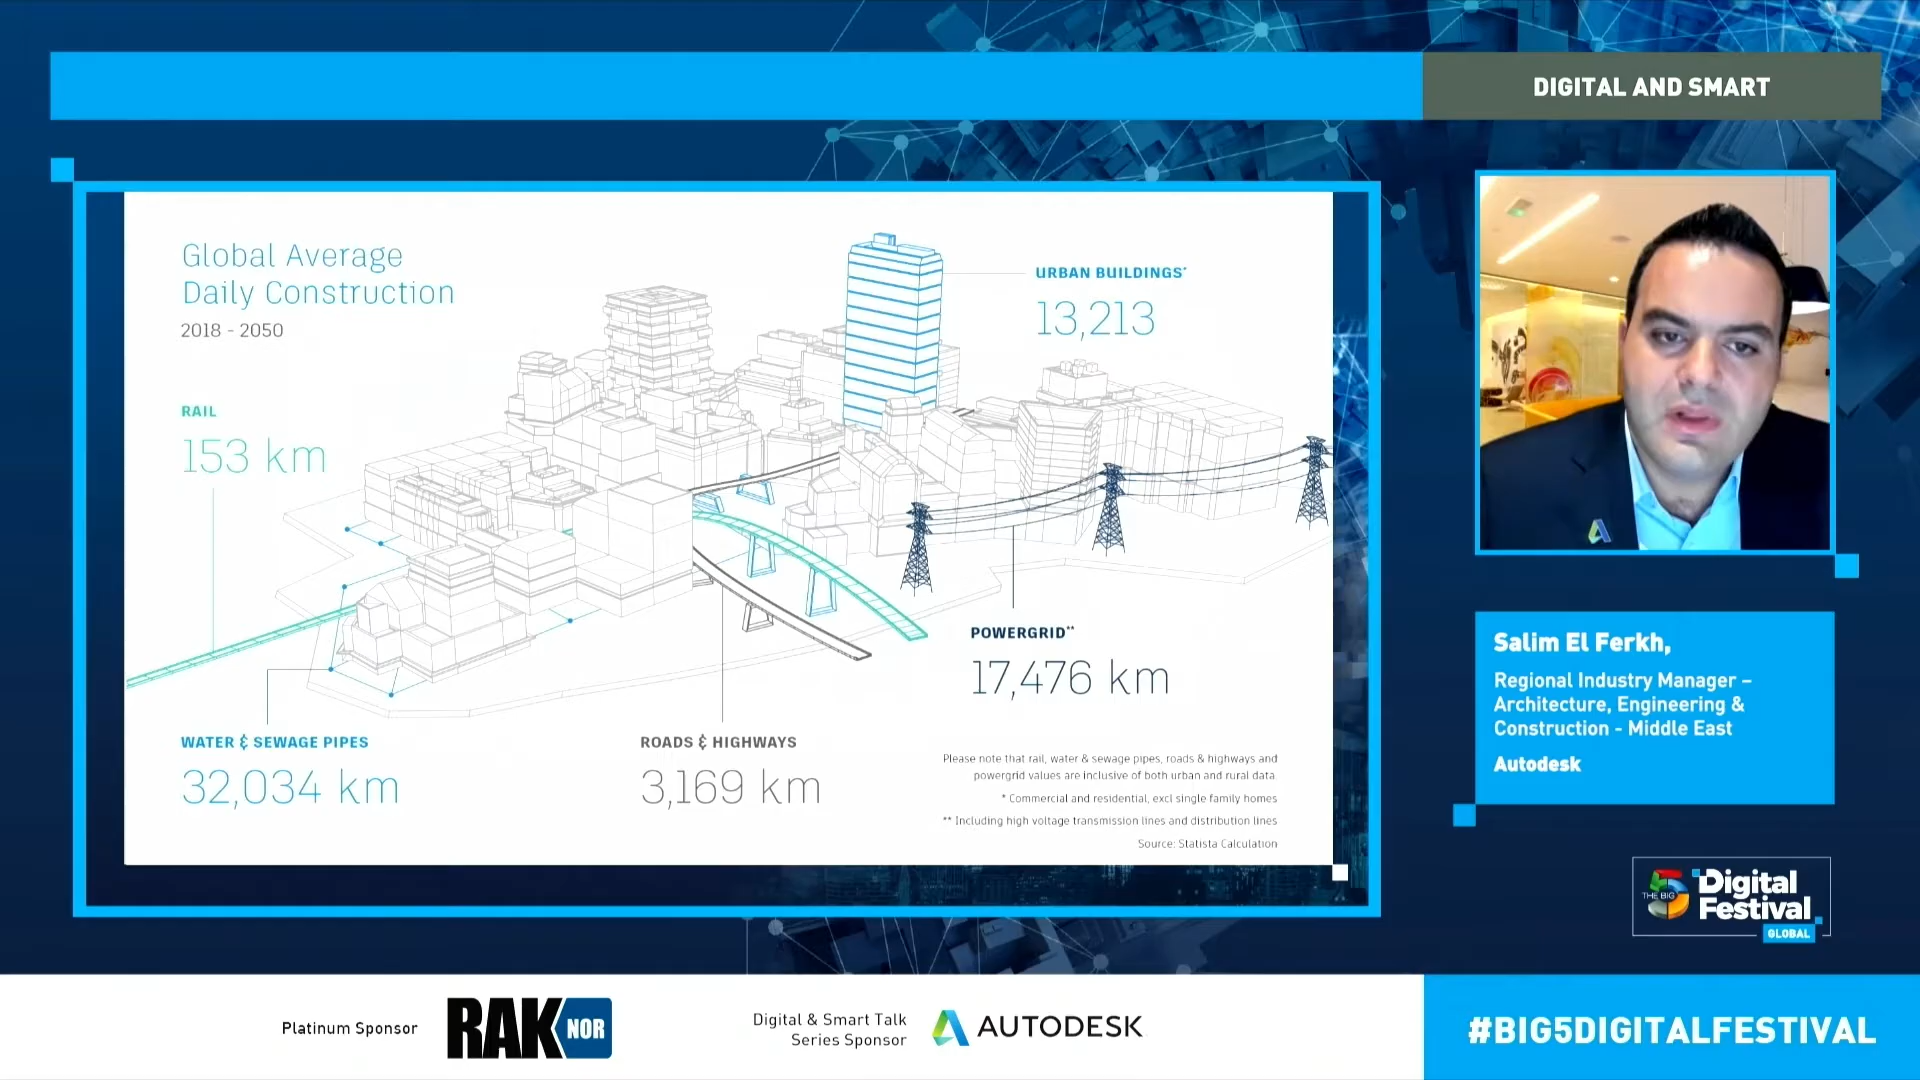 DIGITAL AND SMART
Global Average
Daily Construction
2018 - 2050
URBAN BUILDINGS*
13,213
RAIL
153 km
POWERGRID**
17,476 km
WATER & SEWAGE PIPES
32,034 km
ROADS & HIGHWAYS
3,169 km
Please note that rail, water & sewage pipes, roads & highways and
powergrid values are inclusive of both urban and rural data.
* Commercial and residential, excl single family homes
** Including high voltage transmission lines and distribution lines
Source: Statista Calculation
Salim El Ferkh,
Regional Industry Manager –
Architecture, Engineering &
Construction - Middle East
Autodesk
THE BIG 5
Digital
Festival
GLOBAL
Platinum Sponsor
RAK NOR
Digital & Smart Talk
Series Sponsor
AUTODESK
#BIG5DIGITALFESTIVAL